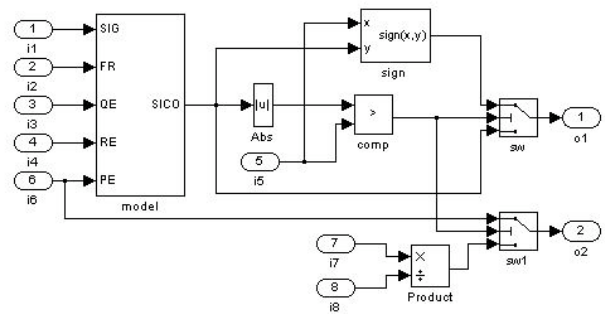 1 SIG
i1
2 FR
i2
3 QE
i3
4 RE
i4
6 PE
i6
SICO
model
x
y
sign(x,y)
sign
|u|
Abs
>
comp
5
i5
sw
1
o1
sw1
2
o2
7
i7
8
i8
×
÷
Product